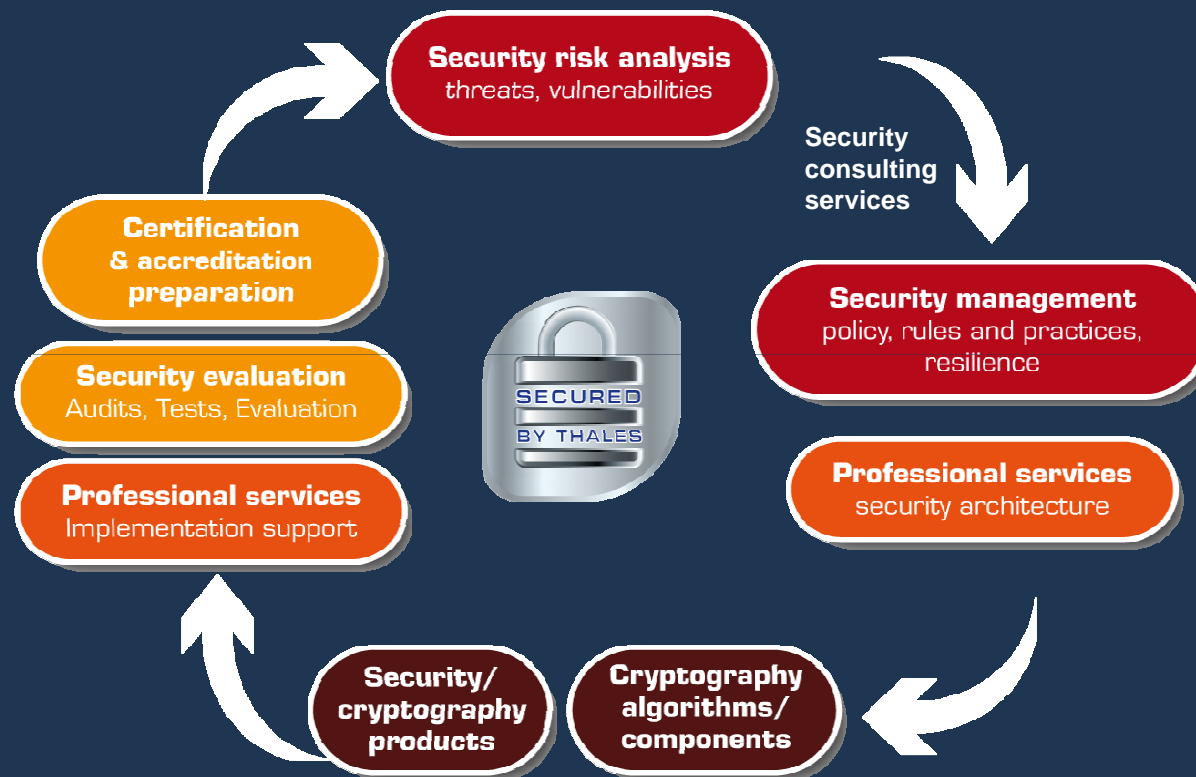 Security risk analysis
threats, vulnerabilities
Security
consulting
services
Certification
& accreditation
preparation
Security management
policy, rules and practices,
resilience
SECURED
BY THALES
Security evaluation
Audits, Tests, Evaluation
Professional services
Implementation support
Professional services
security architecture
Security/
cryptography
products
Cryptography
algorithms/
components